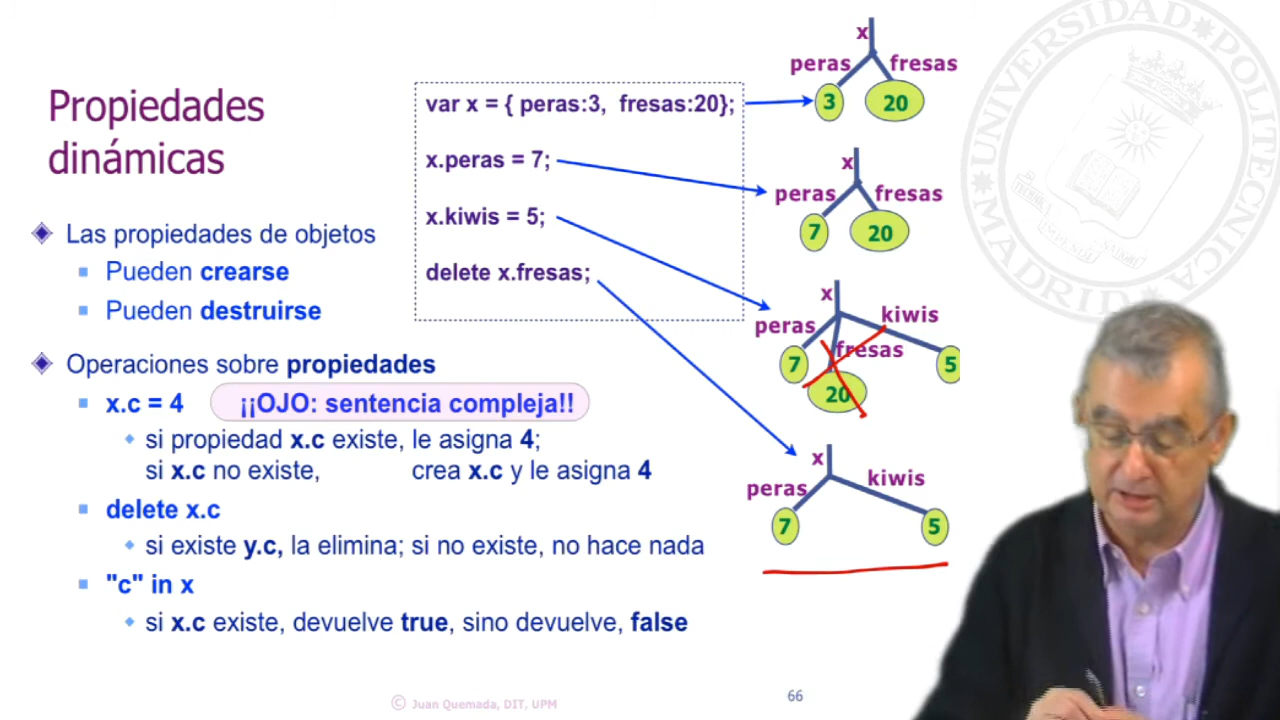 Propiedades
dinámicas
Las propiedades de objetos
Pueden crearse
Pueden destruirse
Operaciones sobre propiedades
x.c = 4 ¡¡OJO: sentencia compleja!!
si propiedad x.c existe, le asigna 4;
si x.c no existe, crea x.c y le asigna 4
delete x.c
si existe y.c, la elimina; si no existe, no hace nada
"c" in x
si x.c existe, devuelve true, sino devuelve, false
var x = { peras:3, fresas:20};
x.peras = 7;
x.kiwis = 5;
delete x.fresas;
x
peras fresas
3 20
x
peras fresas
7 20
x
kiwis
peras
fresas
7 5
20
x
kiwis
peras
7 5
© Juan Quemada, DIT, UPM
66
UNIVERSIDAD POLITECNICA MADRID